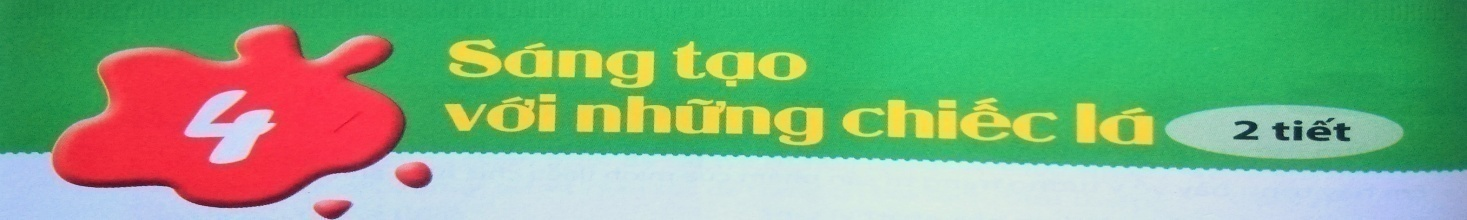 4
Sáng tạo
với những chiếc lá
2 tiết